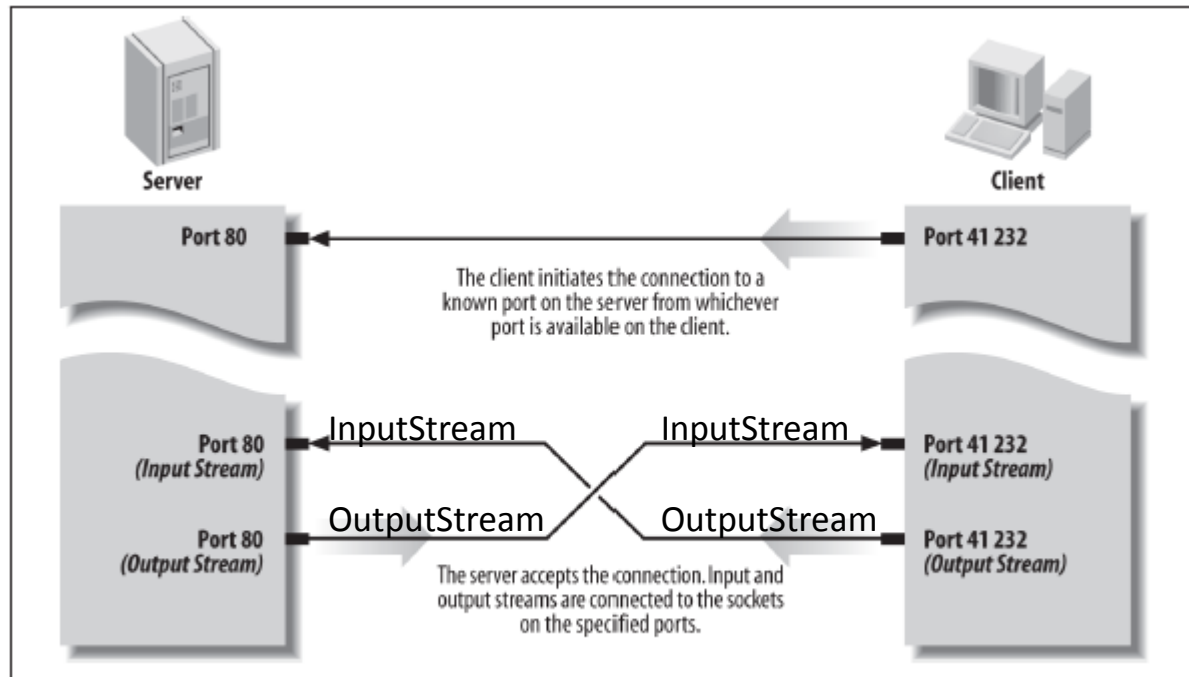 Server
Client
Port 80
Port 41 232
The client initiates the connection to a
known port on the server from whichever
port is available on the client.
InputStream
InputStream
Port 80
(Input Stream)
Port 41 232
(Input Stream)
OutputStream
OutputStream
Port 80
(Output Stream)
Port 41 232
(Output Stream)
The server accepts the connection. Input and
output streams are connected to the sockets
on the specified ports.